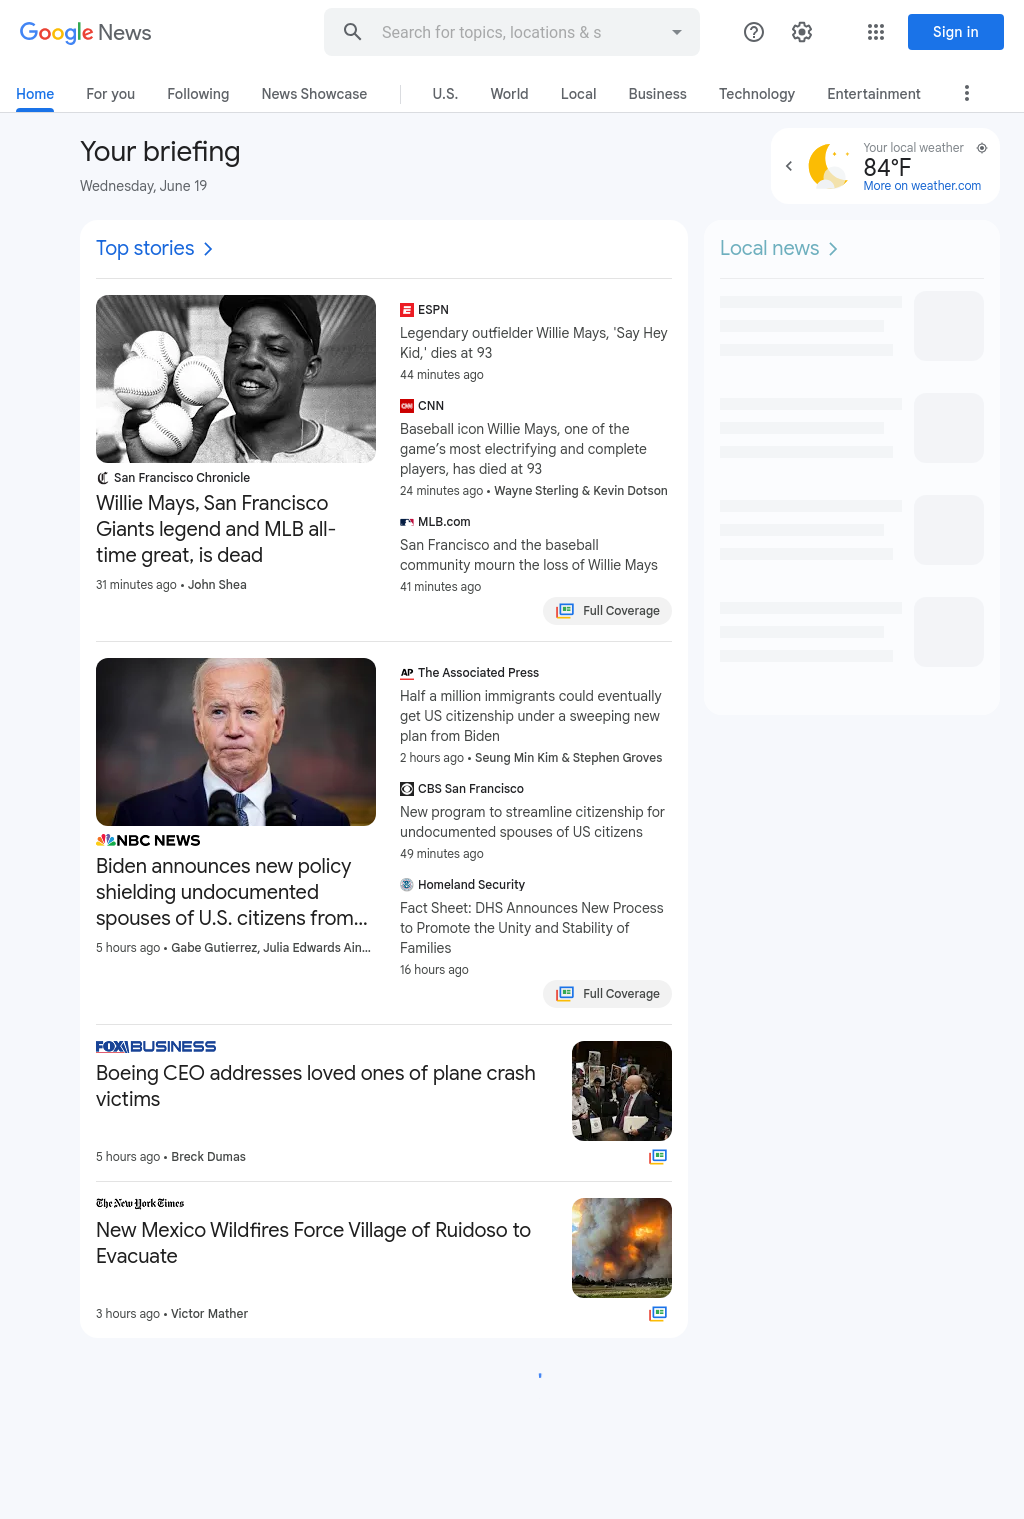 Google News
Search for topics, locations & s
Sign in
Home
For you
Following
News Showcase
U.S.
World
Local
Business
Technology
Entertainment
Your briefing
Wednesday, June 19
Your local weather
84°F
More on weather.com
Top stories
San Francisco Chronicle
Willie Mays, San Francisco
Giants legend and MLB all-
time great, is dead
31 minutes ago • John Shea
ESPN
Legendary outfielder Willie Mays, 'Say Hey
Kid,' dies at 93
44 minutes ago
CNN
Baseball icon Willie Mays, one of the
game’s most electrifying and complete
players, has died at 93
24 minutes ago • Wayne Sterling & Kevin Dotson
MLB.com
San Francisco and the baseball
community mourn the loss of Willie Mays
41 minutes ago
Full Coverage
NBC NEWS
Biden announces new policy
shielding undocumented
spouses of U.S. citizens from...
5 hours ago • Gabe Gutierrez, Julia Edwards Ain...
AP
The Associated Press
Half a million immigrants could eventually
get US citizenship under a sweeping new
plan from Biden
2 hours ago • Seung Min Kim & Stephen Groves
CBS San Francisco
New program to streamline citizenship for
undocumented spouses of US citizens
49 minutes ago
Homeland Security
Fact Sheet: DHS Announces New Process
to Promote the Unity and Stability of
Families
16 hours ago
Full Coverage
FOX BUSINESS
Boeing CEO addresses loved ones of plane crash
victims
5 hours ago • Breck Dumas
The New York Times
New Mexico Wildfires Force Village of Ruidoso to
Evacuate
3 hours ago • Victor Mather
Local news